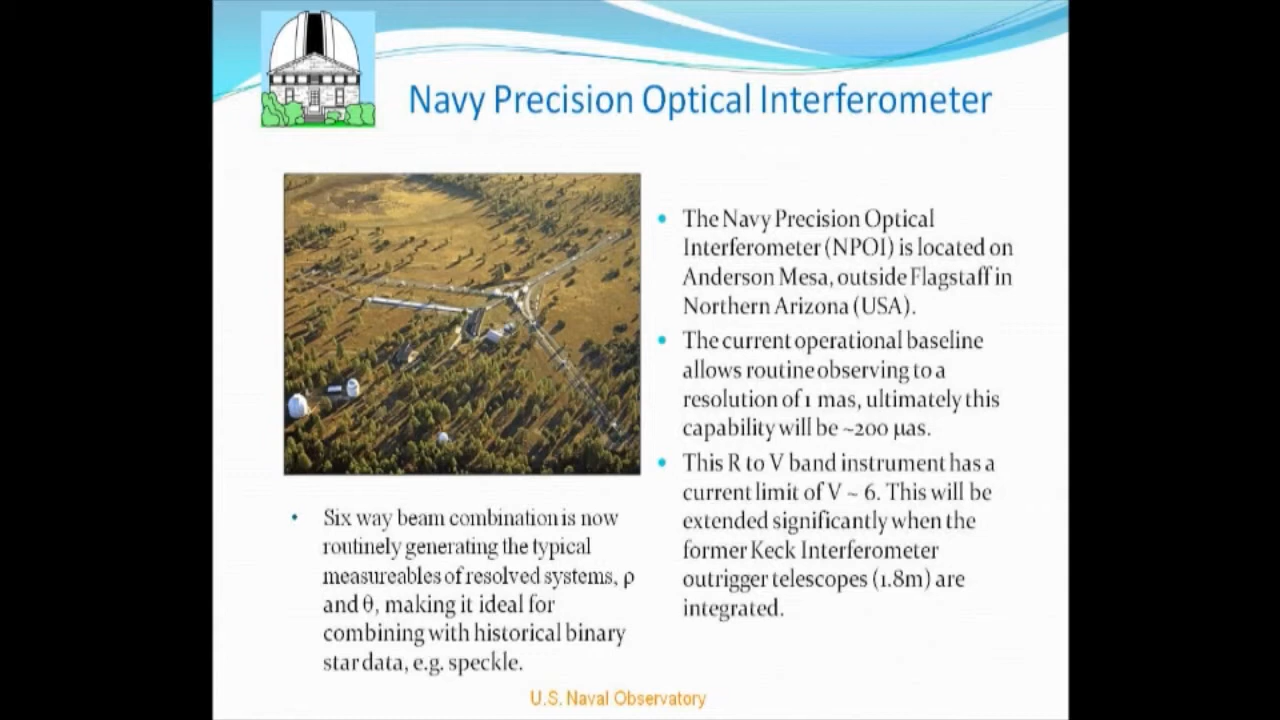 Navy Precision Optical Interferometer
The Navy Precision Optical
Interferometer (NPOI) is located on
Anderson Mesa, outside Flagstaff in
Northern Arizona (USA).
The current operational baseline
allows routine observing to a
resolution of 1 mas, ultimately this
capability will be ~200 µas.
This R to V band instrument has a
current limit of V ~ 6. This will be
extended significantly when the
former Keck Interferometer
outrigger telescopes (1.8m) are
integrated.
Six way beam combination is now
routinely generating the typical
measureables of resolved systems, ρ
and θ, making it ideal for
combining with historical binary
star data, e.g. speckle.
U.S. Naval Observatory